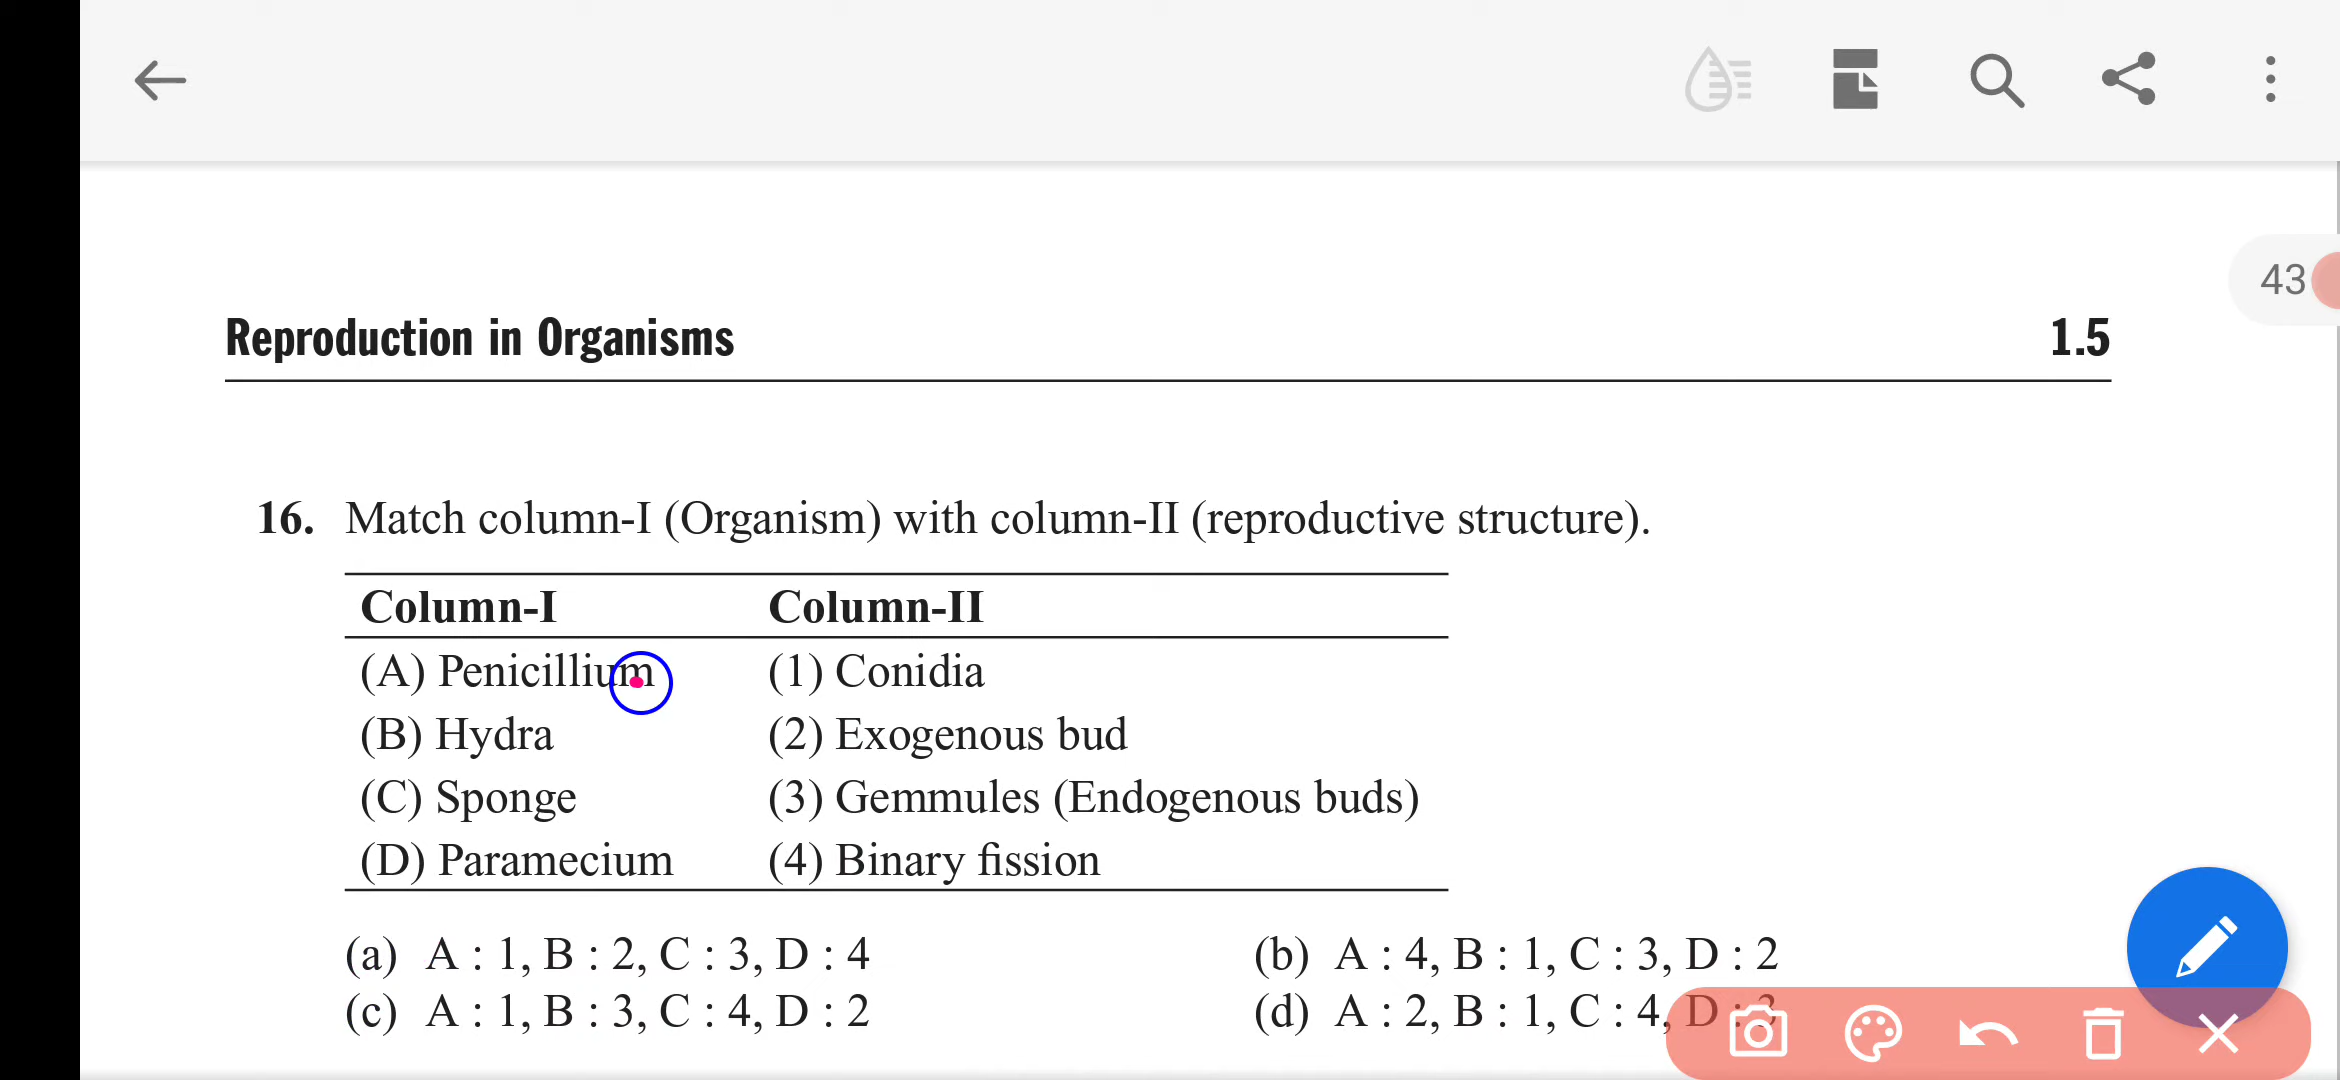 43
Reproduction in Organisms 1.5
16. Match column-I (Organism) with column-II (reproductive structure).
Column-I Column-II
(A) Penicillium (1) Conidia
(B) Hydra (2) Exogenous bud
(C) Sponge (3) Gemmules (Endogenous buds)
(D) Paramecium (4) Binary fission
(a) A : 1, B : 2, C : 3, D : 4 (b) A : 4, B : 1, C : 3, D : 2
(c) A : 1, B : 3, C : 4, D : 2 (d) A : 2, B : 1, C : 4, D : 3